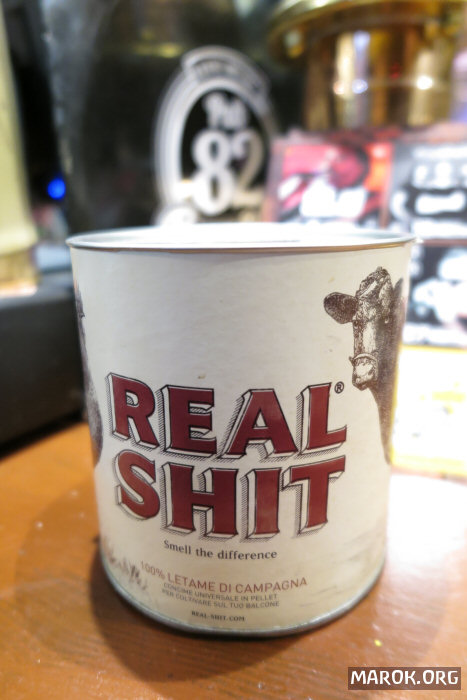 82
REAL®
SHIT
Smell the difference
100% LETAME DI CAMPAGNA
CONCIME UNIVERSALE IN PELLET
PER COLTIVARE SUL TUO BALCONE
REAL-SHIT.COM
MAROK.ORG